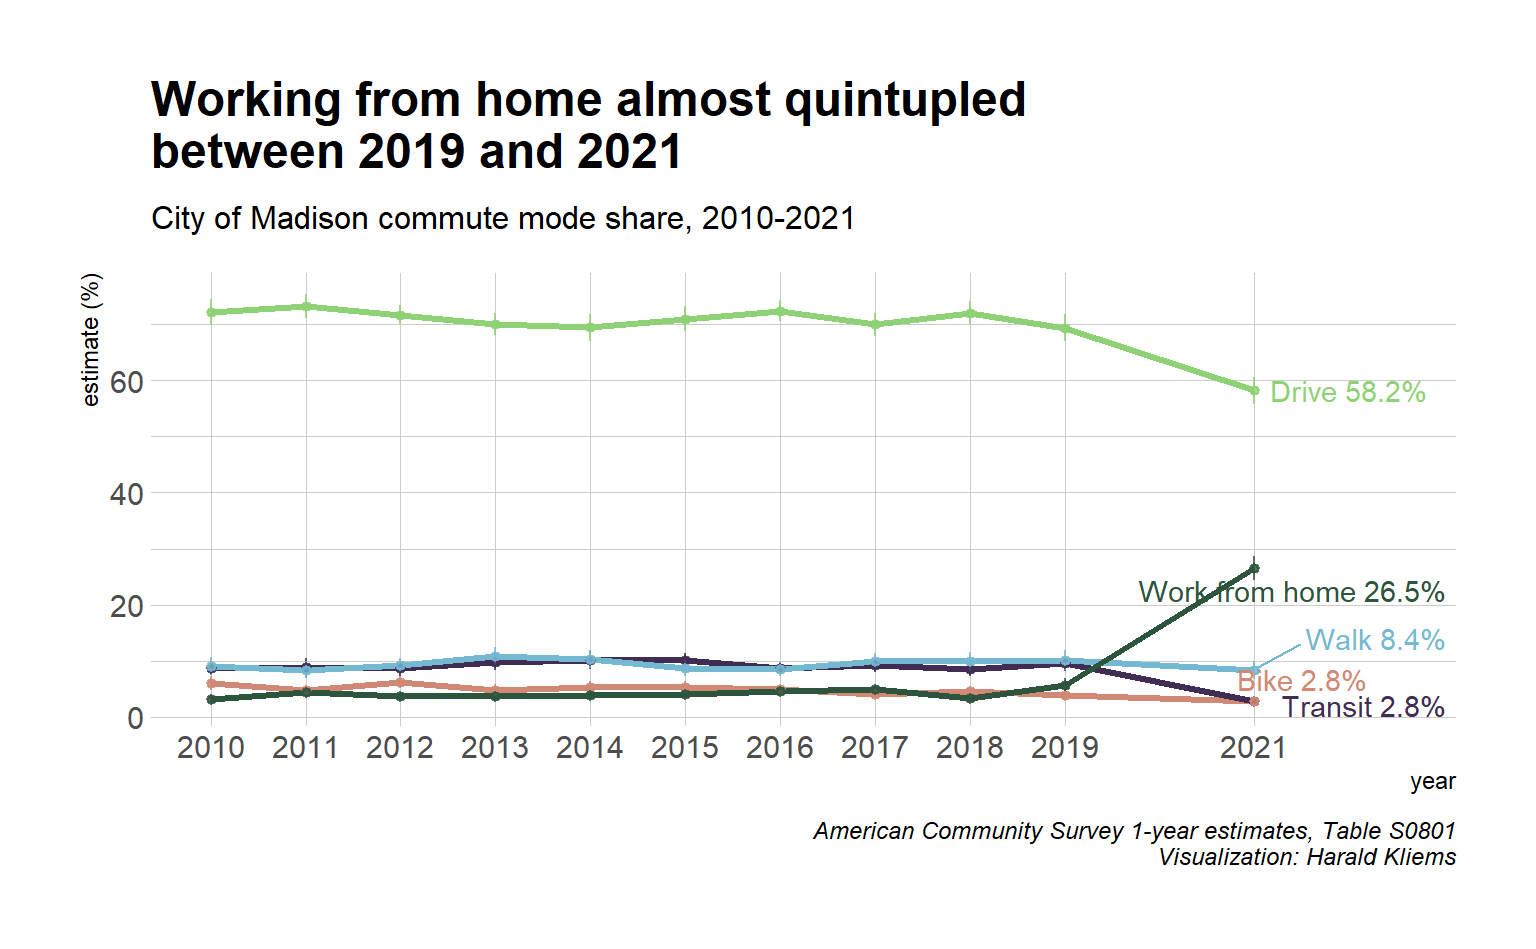 Working from home almost quintupled
between 2019 and 2021
City of Madison commute mode share, 2010-2021
estimate (%)
60
40
20
0
Drive 58.2%
Work from home 26.5%
Walk 8.4%
Bike 2.8%
Transit 2.8%
2010 2011 2012 2013 2014 2015 2016 2017 2018 2019 2021
year
American Community Survey 1-year estimates, Table S0801
Visualization: Harald Kliems